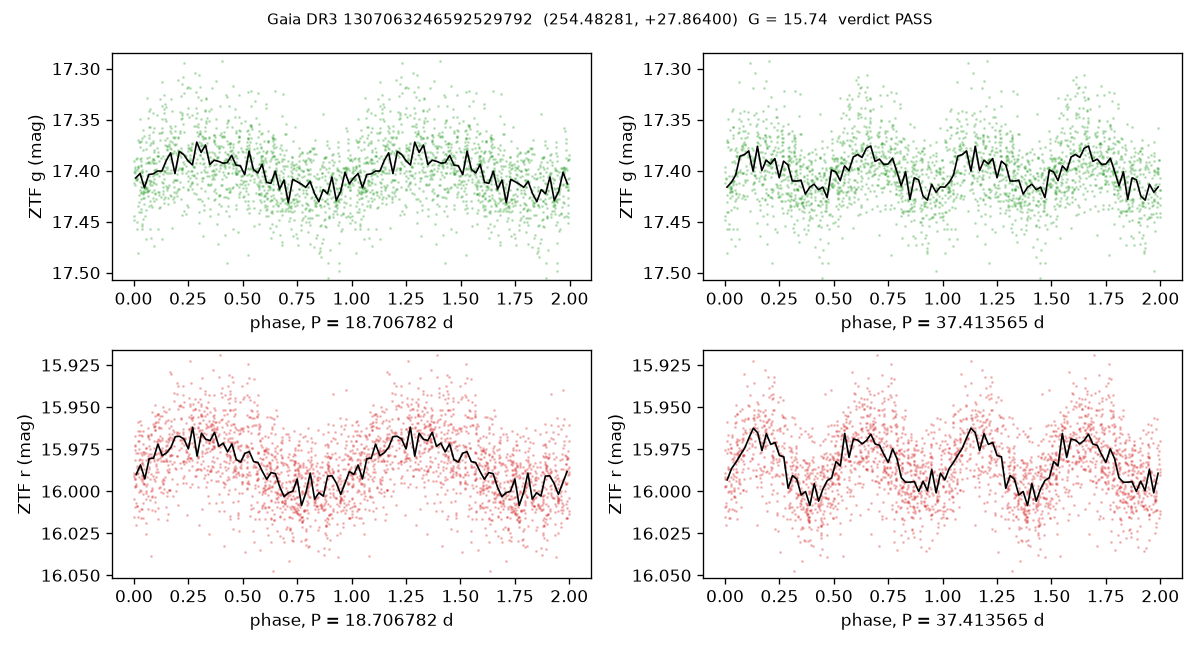 Gaia DR3 1307063246592529792 (254.48281, +27.86400) G = 15.74 verdict PASS
ZTF g (mag)
17.30
17.35
17.40
17.45
17.50
0.00 0.25 0.50 0.75 1.00 1.25 1.50 1.75 2.00
phase, P = 18.706782 d
ZTF g (mag)
17.30
17.35
17.40
17.45
17.50
0.00 0.25 0.50 0.75 1.00 1.25 1.50 1.75 2.00
phase, P = 37.413565 d
ZTF r (mag)
15.925
15.950
15.975
16.000
16.025
16.050
0.00 0.25 0.50 0.75 1.00 1.25 1.50 1.75 2.00
phase, P = 18.706782 d
ZTF r (mag)
15.925
15.950
15.975
16.000
16.025
16.050
0.00 0.25 0.50 0.75 1.00 1.25 1.50 1.75 2.00
phase, P = 37.413565 d